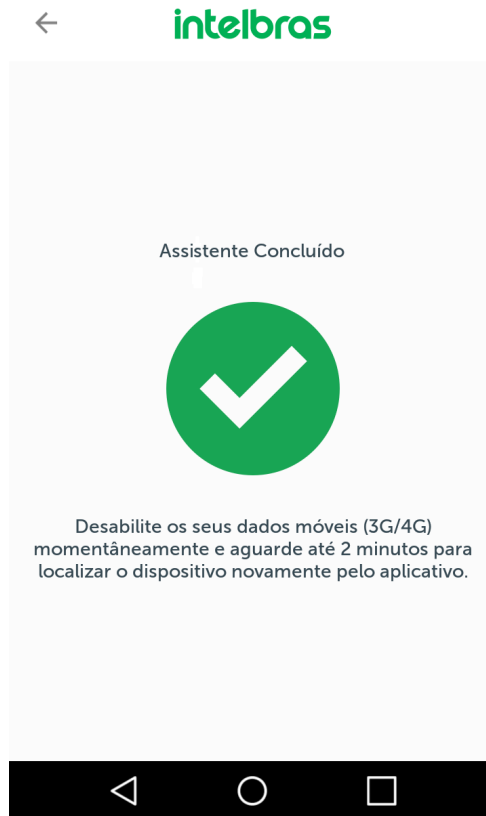 intelbras
Assistente Concluído
Desabilite os seus dados móveis (3G/4G)
momentâneamente e aguarde até 2 minutos para
localizar o dispositivo novamente pelo aplicativo.